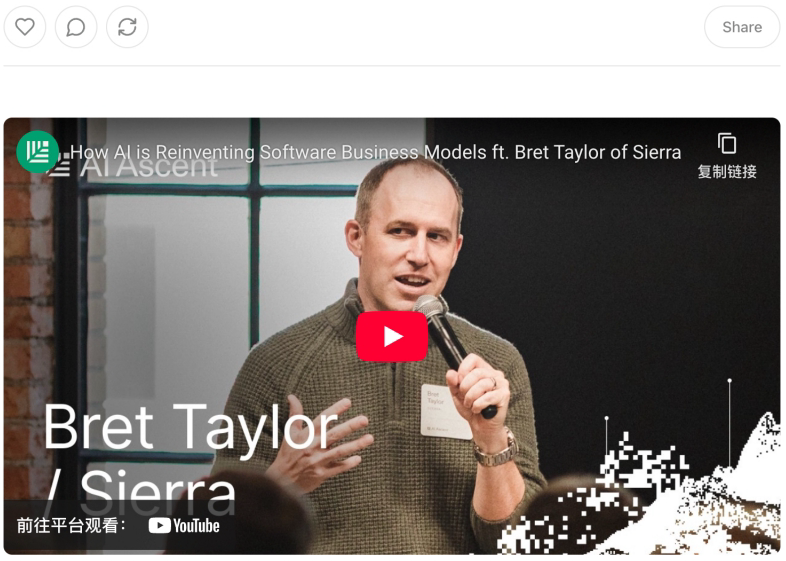 Share
How AI is Reinventing Software Business Models ft. Bret Taylor of Sierra
AI Ascent
复制链接
Bret
Taylor
Bret Taylor
/ Sierra
前往平台观看：
YouTube